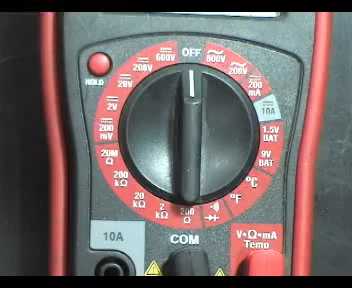 OFF
600V
600V
200V
200V
20V
200
mA
2V
10A
200
mV
1.5V
BAT
20M
Ω
9V
BAT
200
kΩ
°C
20
kΩ
°F
2
kΩ
200
Ω
HOLD
10A
COM
V•Ω•mA
Temp